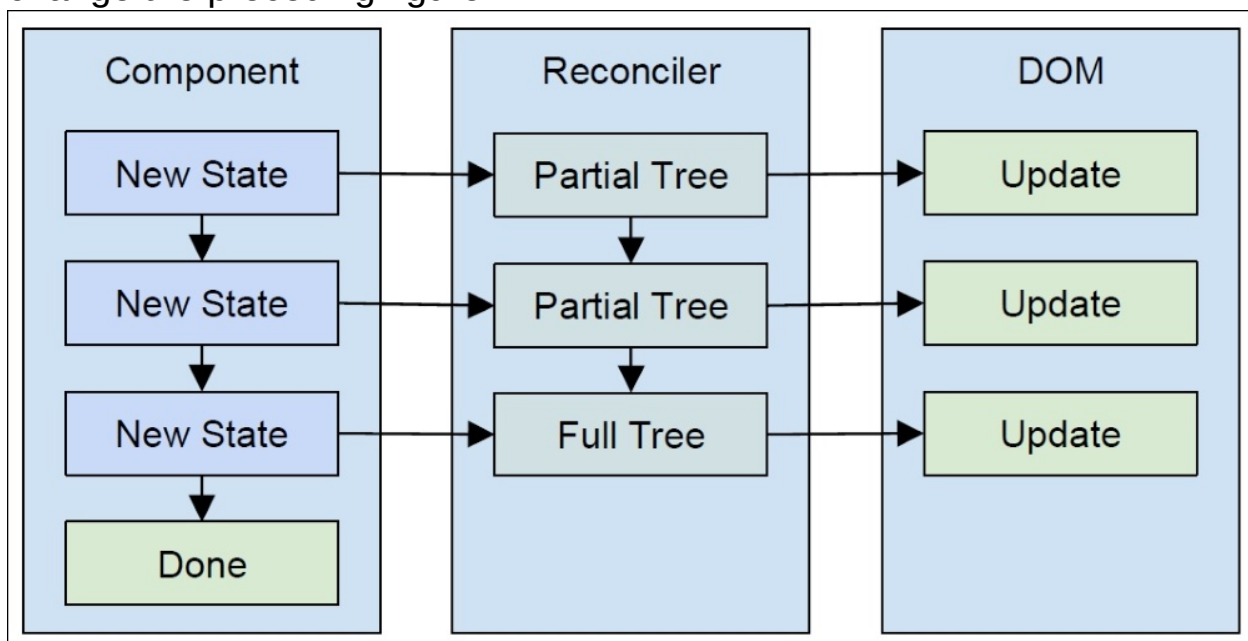 Component
New State
New State
New State
Done
Reconciler
Partial Tree
Partial Tree
Full Tree
DOM
Update
Update
Update